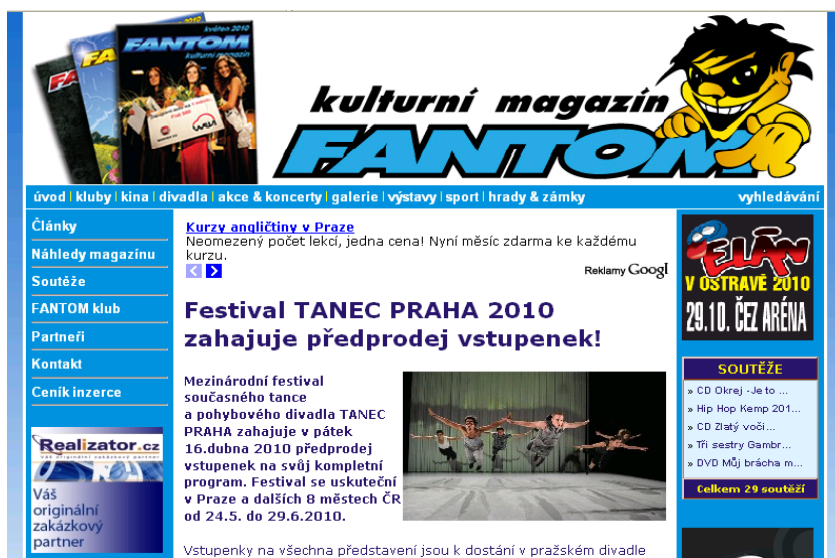 květen 2010
FANTOM
kulturní magazín
kulturní magazín
FANTOM
úvod | kluby | kina | divadla | akce & koncerty | galerie | výstavy | sport | hrady & zámky
vyhledávání
Články
Náhledy magazínu
Soutěže
FANTOM klub
Partneři
Kontakt
Ceník inzerce
Realizator.cz
Váš
originální
zakázkový
partner
Kurzy angličtiny v Praze
Neomezený počet lekcí, jedna cena! Nyní měsíc zdarma ke každému
kurzu.
Reklamy Googl
Festival TANEC PRAHA 2010
zahajuje předprodej vstupenek!
Mezinárodní festival
současného tance
a pohybového divadla TANEC
PRAHA zahajuje v pátek
16.dubna 2010 předprodej
vstupenek na svůj kompletní
program. Festival se uskuteční
v Praze a dalších 8 městech ČR
od 24.5. do 29.6.2010.
Vstupenky na všechna představení jsou k dostání v pražském divadle
ELÁN
V OSTRAVĚ 2010
29.10. ČEZ ARÉNA
SOUTĚŽE
» CD Okrej -Je to ...
» Hip Hop Kemp 201...
» CD Zlatý voči...
» Tři sestry Gambr...
» DVD Můj brácha m...
Celkem 29 soutěží